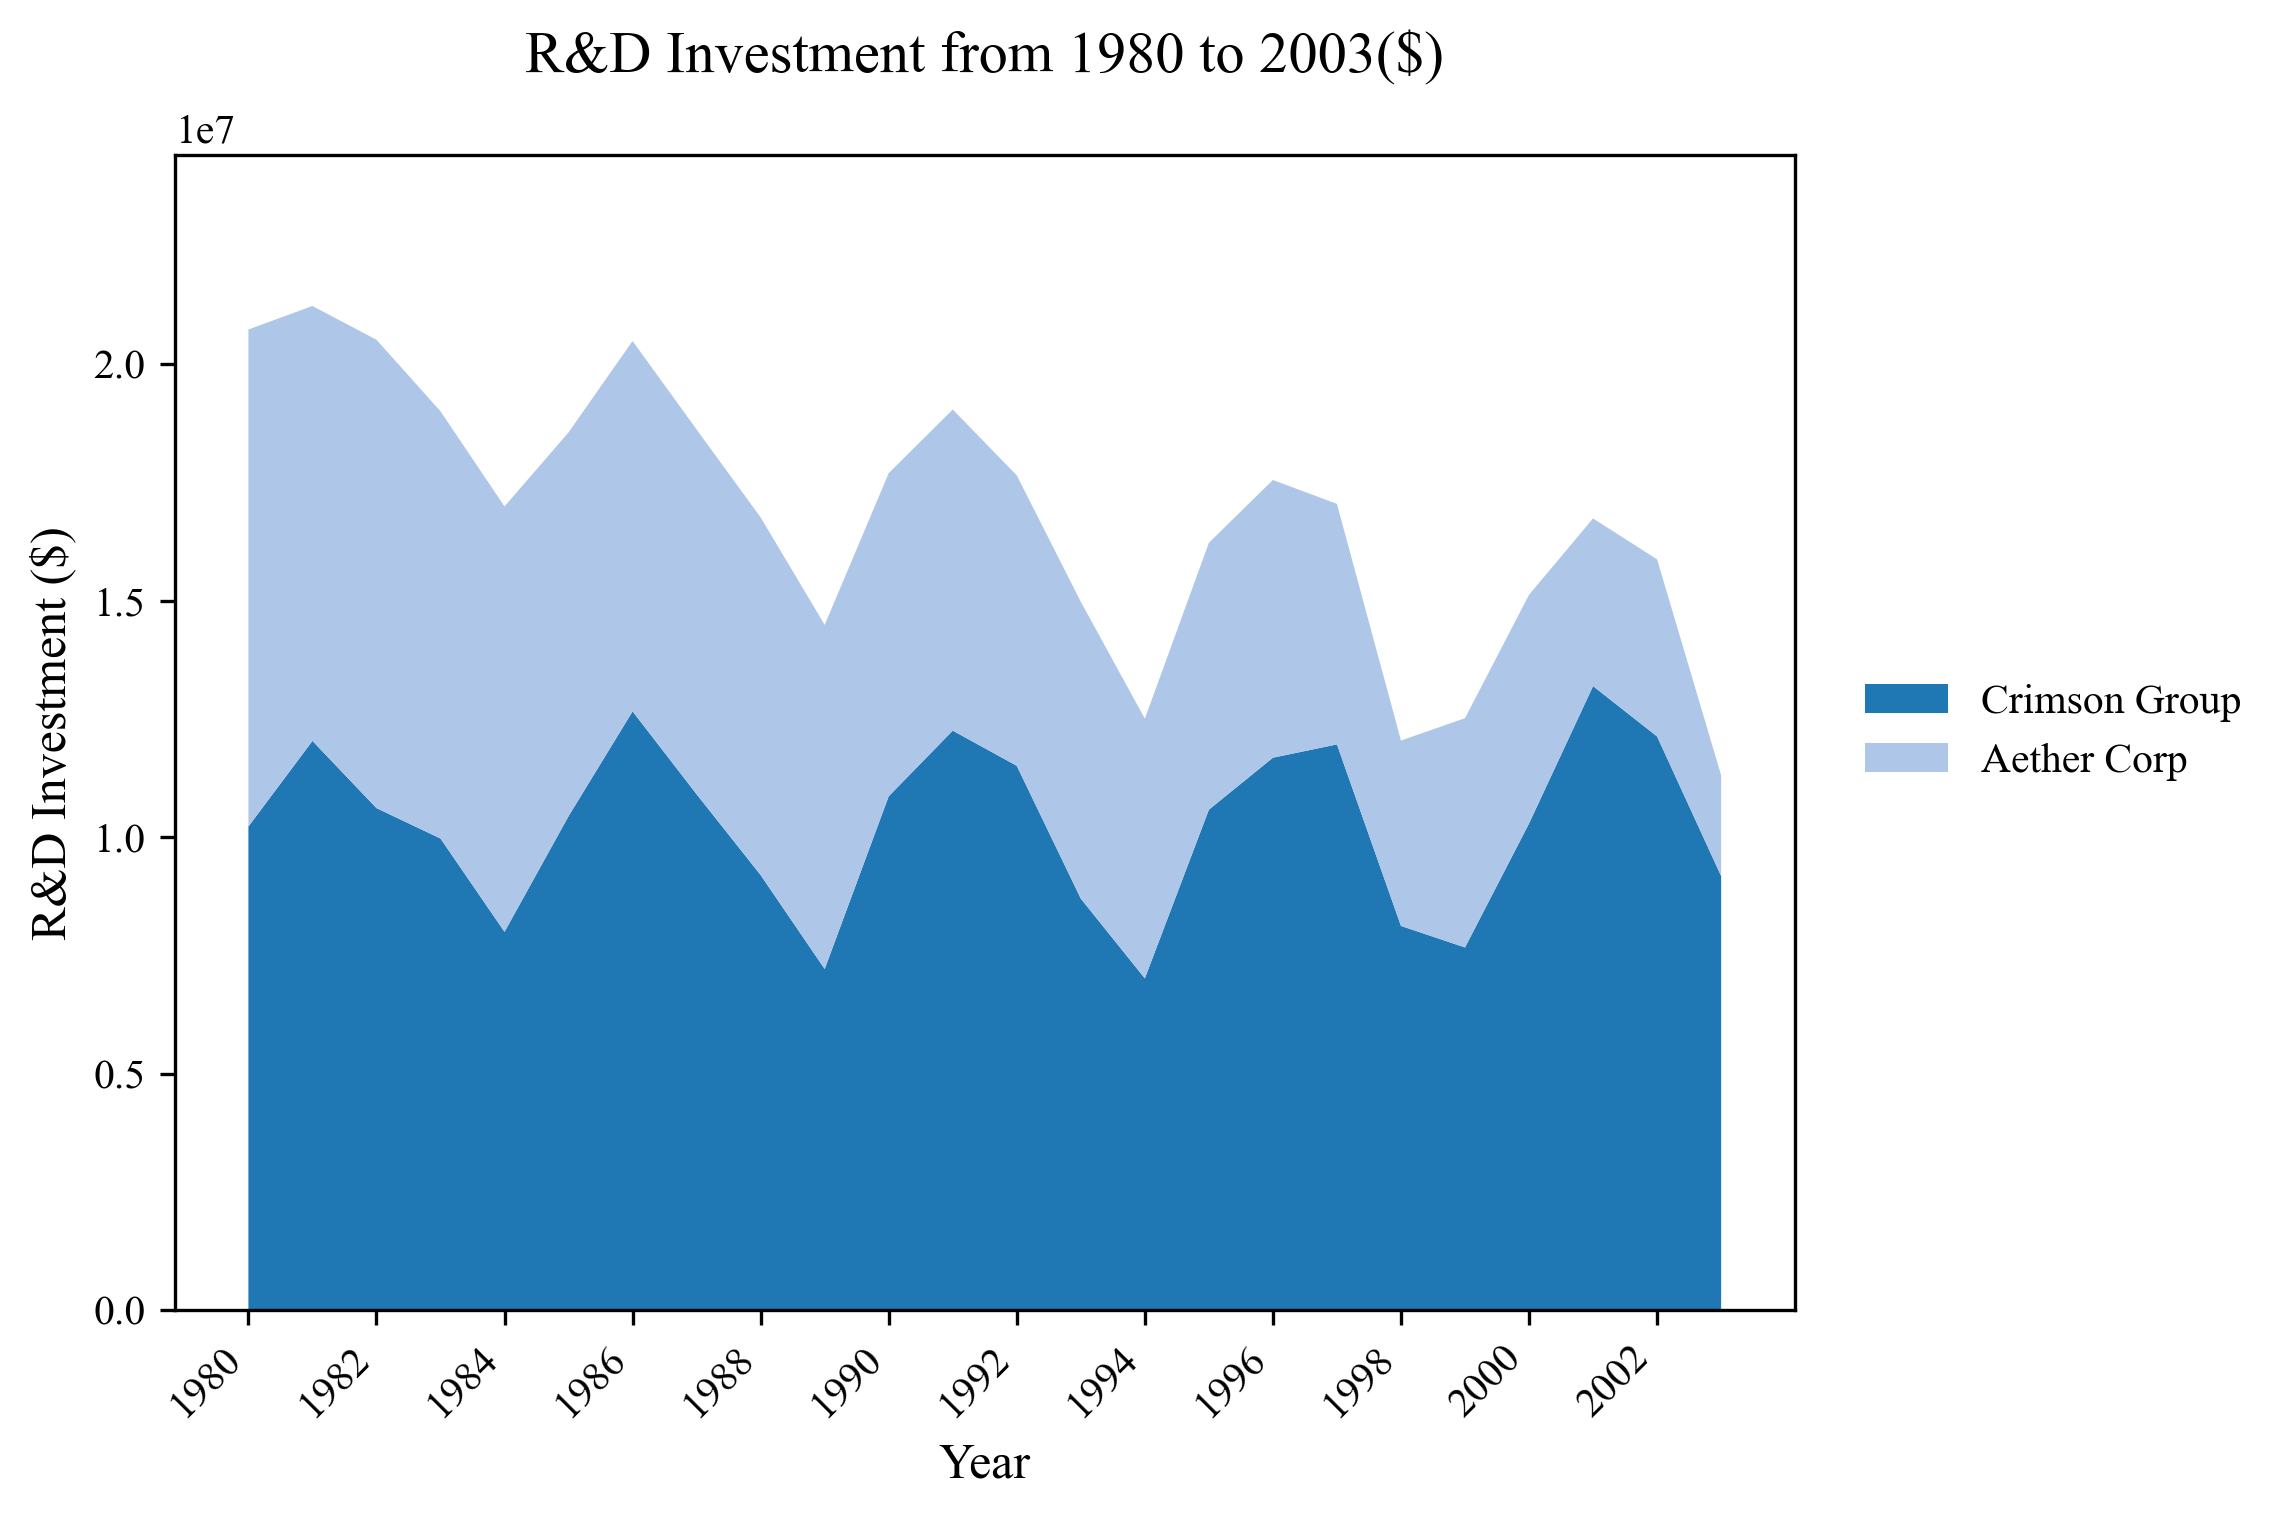 R&D Investment from 1980 to 2003($)
1e7
2.0
1.5
1.0
0.5
0.0
R&D Investment ($)
1980
1982
1984
1986
1988
1990
1992
1994
1996
1998
2000
2002
Year
Crimson Group
Aether Corp